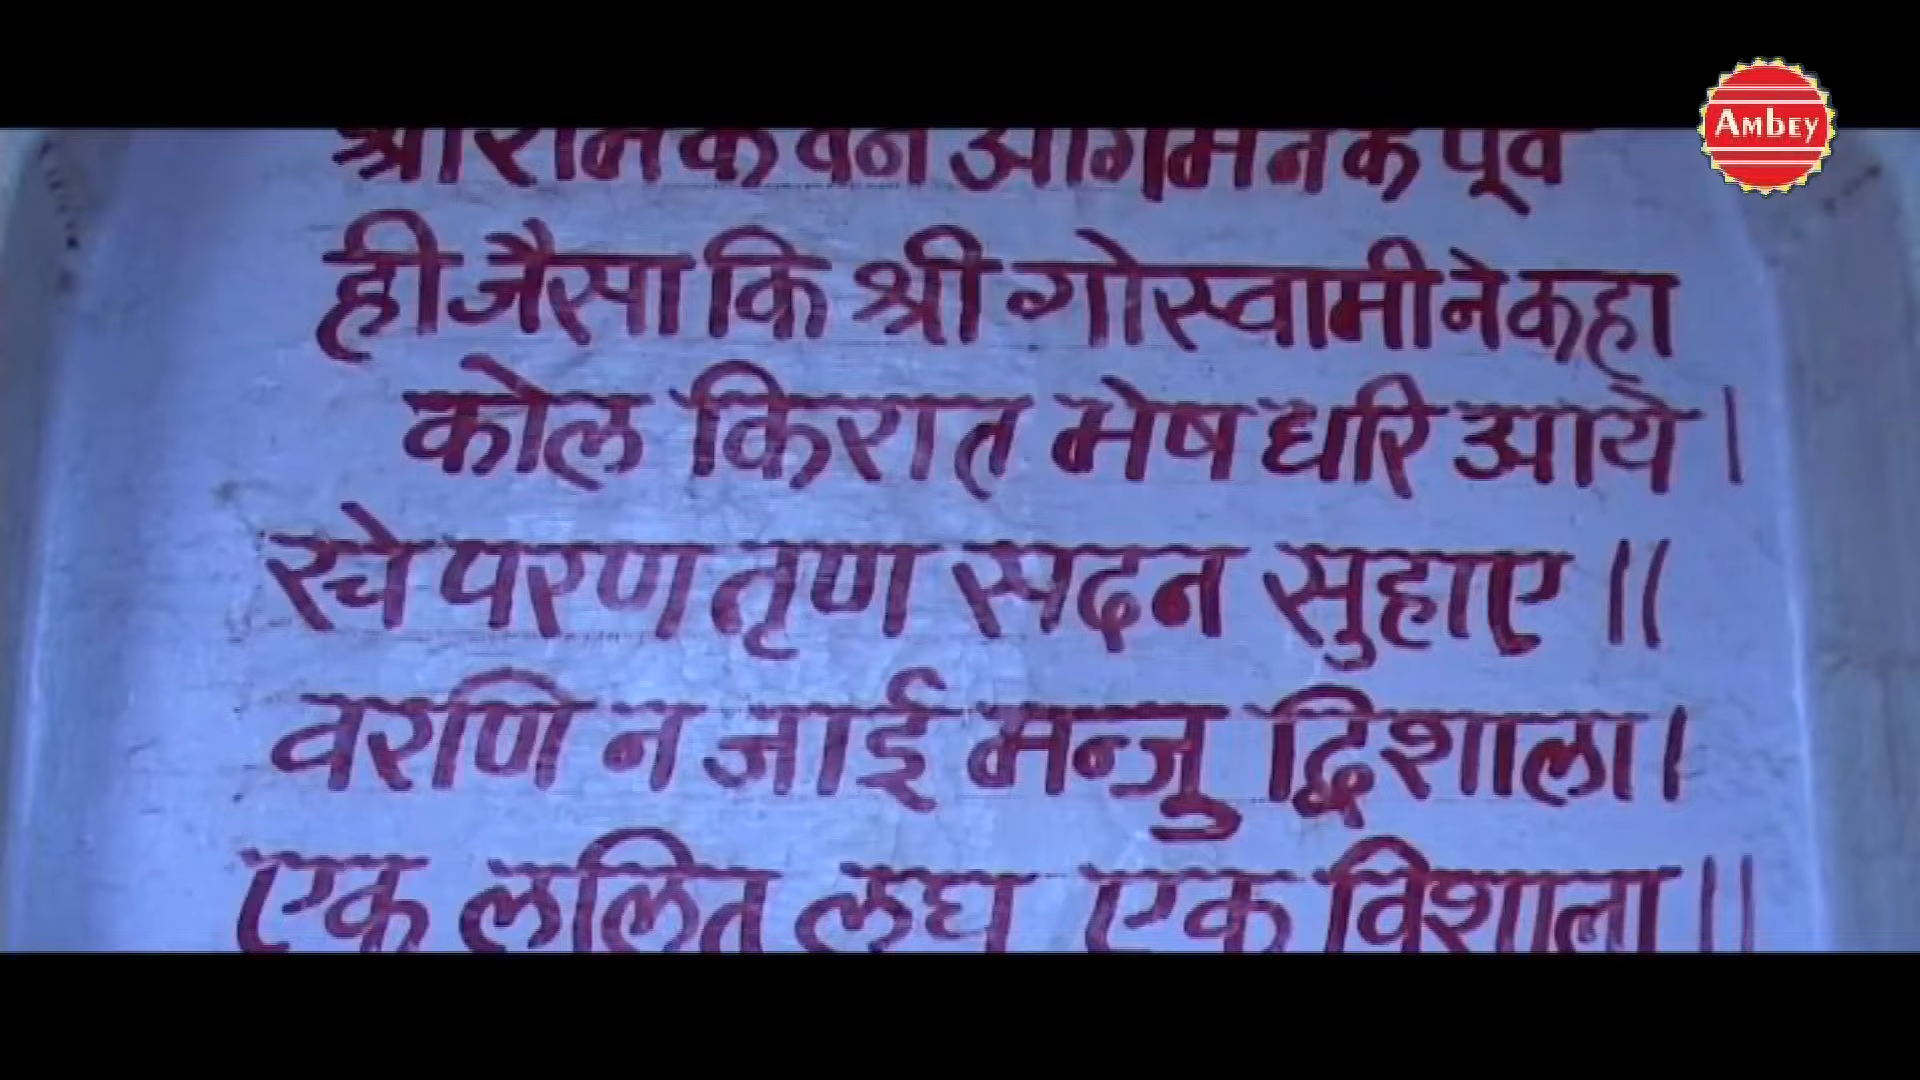 AMBEY
श्रीराम के वन आगमन के पूर्व
ही जैसा कि श्री गोस्वामी ने कहा
कोल किरात भेष धरि आये ।
रचे परण तृण सदन सुहाए ॥
वरणि न जाई मन्जु द्विशाला ।
एक ललित लघु एक विशाला ॥